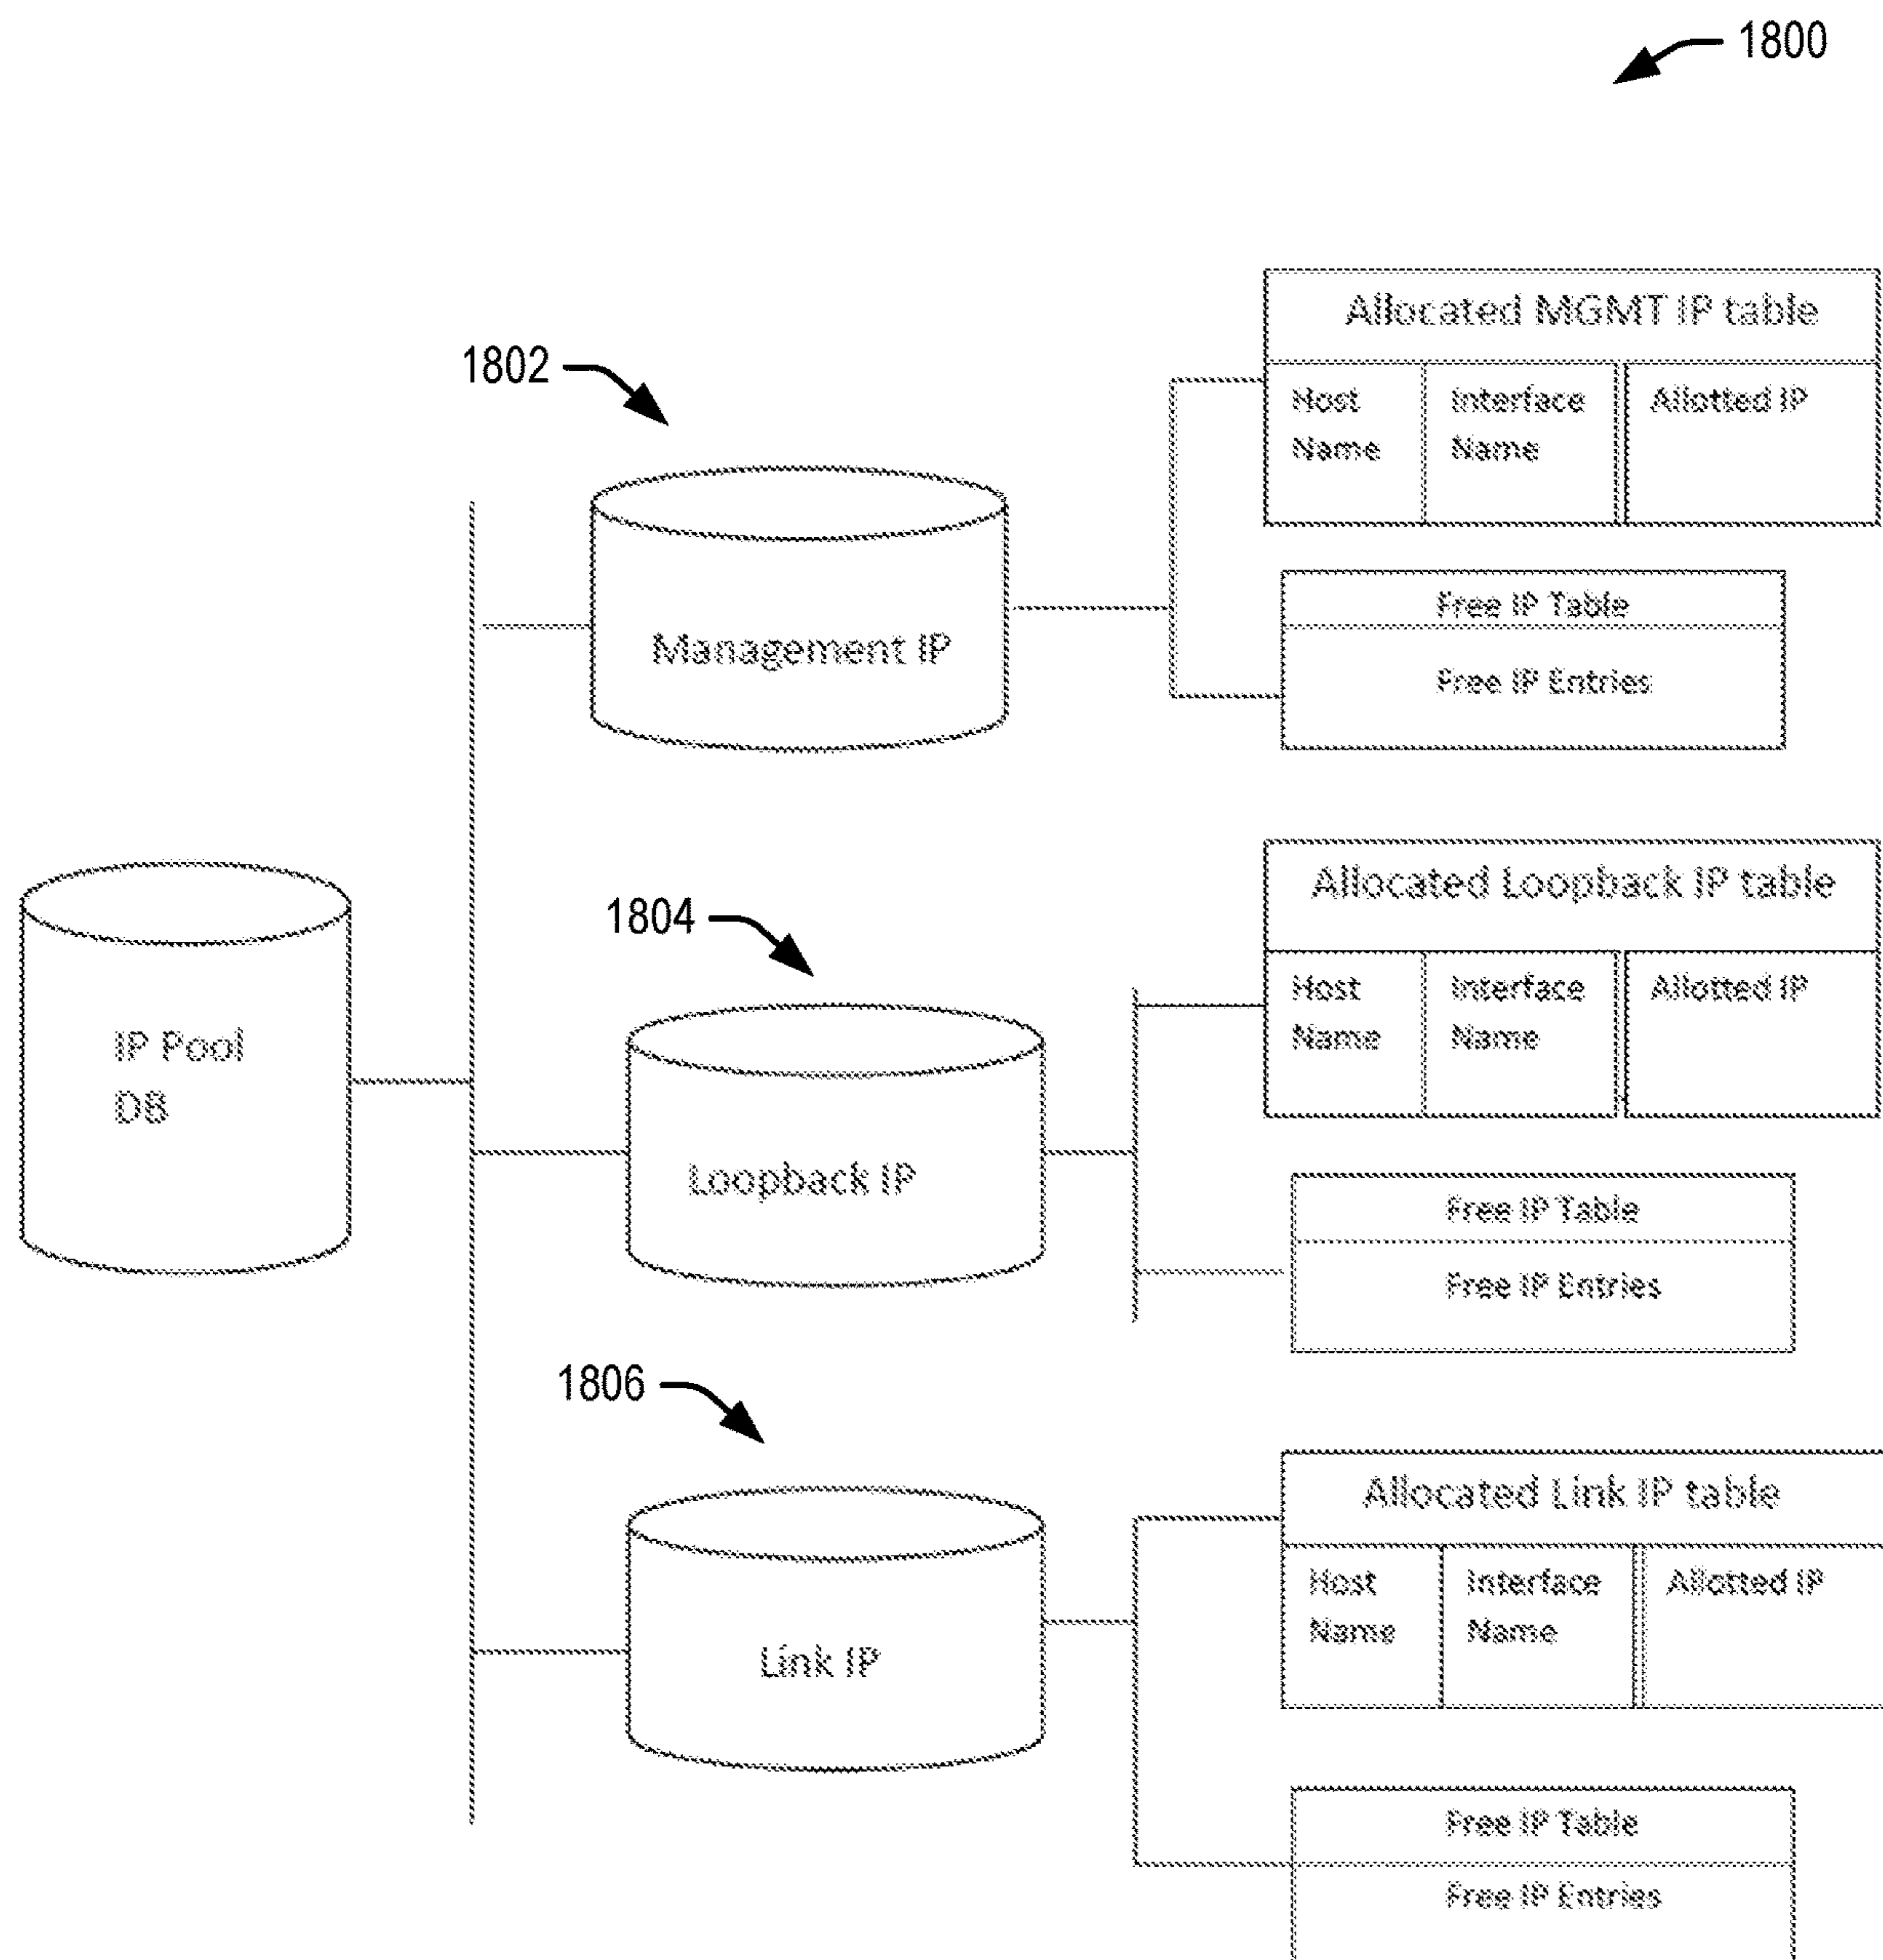 1800
Allocated MGMT IP table
1802
Host Name
Interface Name
Allotted IP
Free IP Table
Management IP
Free IP Entries
Allocated Loopback IP table
1804
Host Name
Interface Name
Allotted IP
IP Pool
DB
Loopback IP
Free IP Table
Free IP Entries
1806
Allocated Link IP table
Host Name
Interface Name
Allotted IP
Link IP
Free IP Table
Free IP Entries